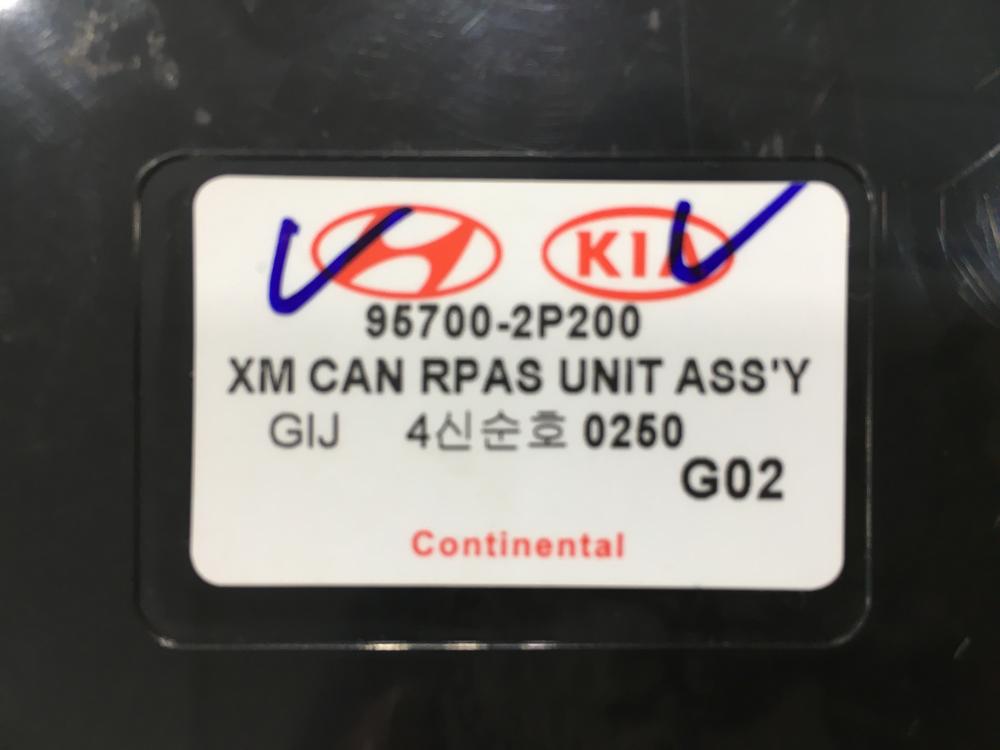 KIA
95700-2P200
XM CAN RPAS UNIT ASS'Y
GIJ 4신순호 0250
G02
Continental